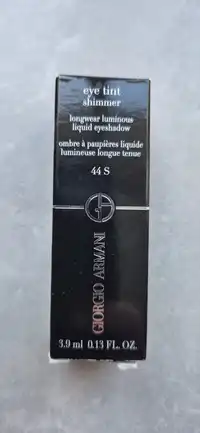 eye tint
shimmer
longwear luminous
liquid eyeshadow
ombre à paupières liquide
lumineuse longue tenue
44 S
GIORGIO ARMANI
3.9 ml 0.13 FL. OZ.